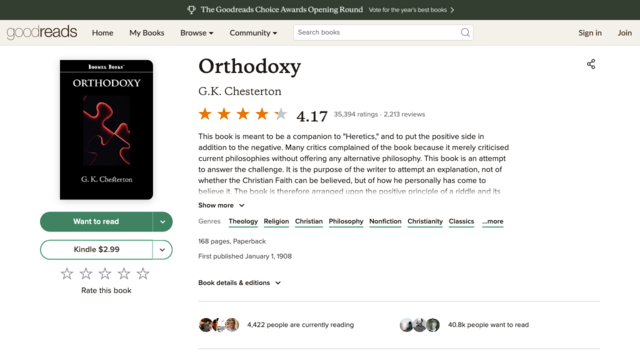 The Goodreads Choice Awards Opening Round Vote for the year's best books
goodreads Home My Books Browse Community Search books Sign in Join
BOOMER BOOKS
ORTHODOXY
G. K. Chesterton
Want to read
Kindle $2.99
Rate this book
Orthodoxy
G.K. Chesterton
4.17 35,394 ratings · 2,213 reviews
This book is meant to be a companion to "Heretics," and to put the positive side in
addition to the negative. Many critics complained of the book because it merely criticised
current philosophies without offering any alternative philosophy. This book is an attempt
to answer the challenge. It is the purpose of the writer to attempt an explanation, not of
whether the Christian Faith can be believed, but of how he personally has come to
believe it. The book is therefore arranged upon the positive principle of a riddle and its
Show more
Genres Theology Religion Christian Philosophy Nonfiction Christianity Classics ...more
168 pages, Paperback
First published January 1, 1908
Book details & editions
4,422 people are currently reading 40.8k people want to read